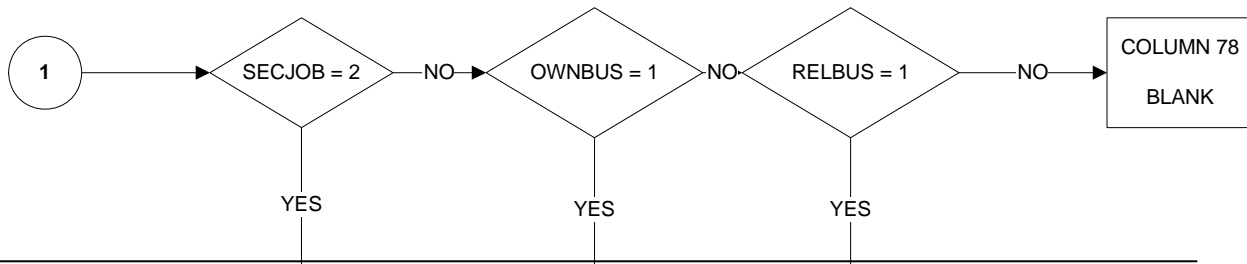 1
SECJOB = 2
NO
OWNBUS = 1
NO
RELBUS = 1
NO
COLUMN 78
BLANK
YES
YES
YES